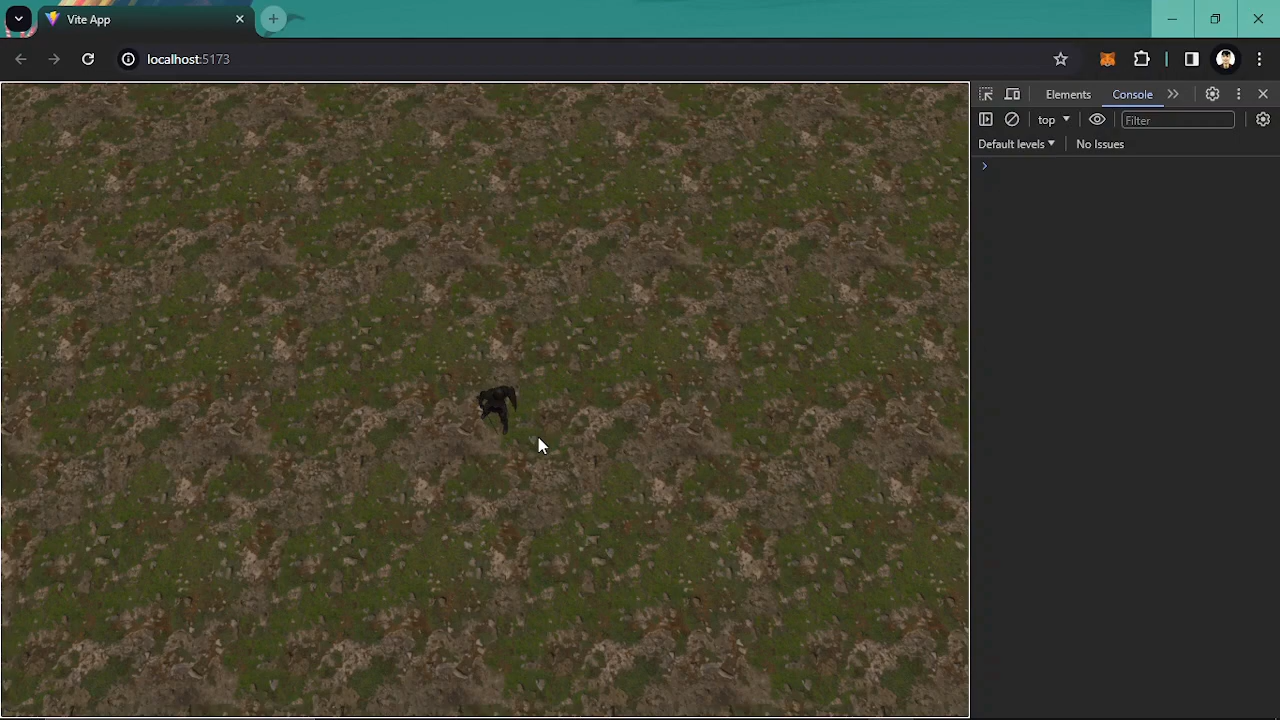 Vite App
localhost:5173
Elements
Console
top
Filter
Default levels
No Issues